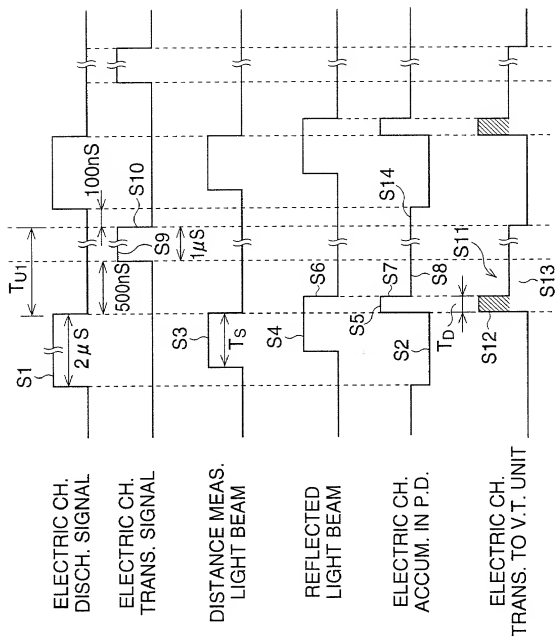 ELECTRIC CH.
DISCH. SIGNAL
S1
2μS
TU1
500nS
100nS
ELECTRIC CH.
TRANS. SIGNAL
S9
S10
1μS
DISTANCE MEAS.
LIGHT BEAM
S3
TS
REFLECTED
LIGHT BEAM
S4
S6
ELECTRIC CH.
ACCUM. IN P.D.
S2
S5
S7
S8
S14
TD
ELECTRIC CH.
TRANS. TO V.T. UNIT
S12
S11
S13